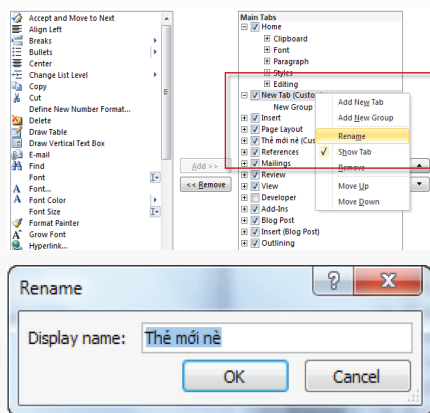 Accept and Move to Next
Align Left
Breaks
Bullets
Center
Change List Level
Copy
Cut
Define New Number Format...
Delete
Draw Table
Draw Vertical Text Box
E-mail
Find
Font
Font...
Font Color
Font Size
Format Painter
Grow Font
Hyperlink...
Add >>
<< Remove
Main Tabs
Home
Clipboard
Font
Paragraph
Styles
Editing
New Tab (Custo
New Group
Insert
Page Layout
Thẻ mới nè (Cus
References
Mailings
Review
View
Developer
Add-Ins
Blog Post
Insert (Blog Post)
Outlining
Add New Tab
Add New Group
Rename
Show Tab
Remove
Move Up
Move Down
Rename
Display name: Thẻ mới nè
OK Cancel